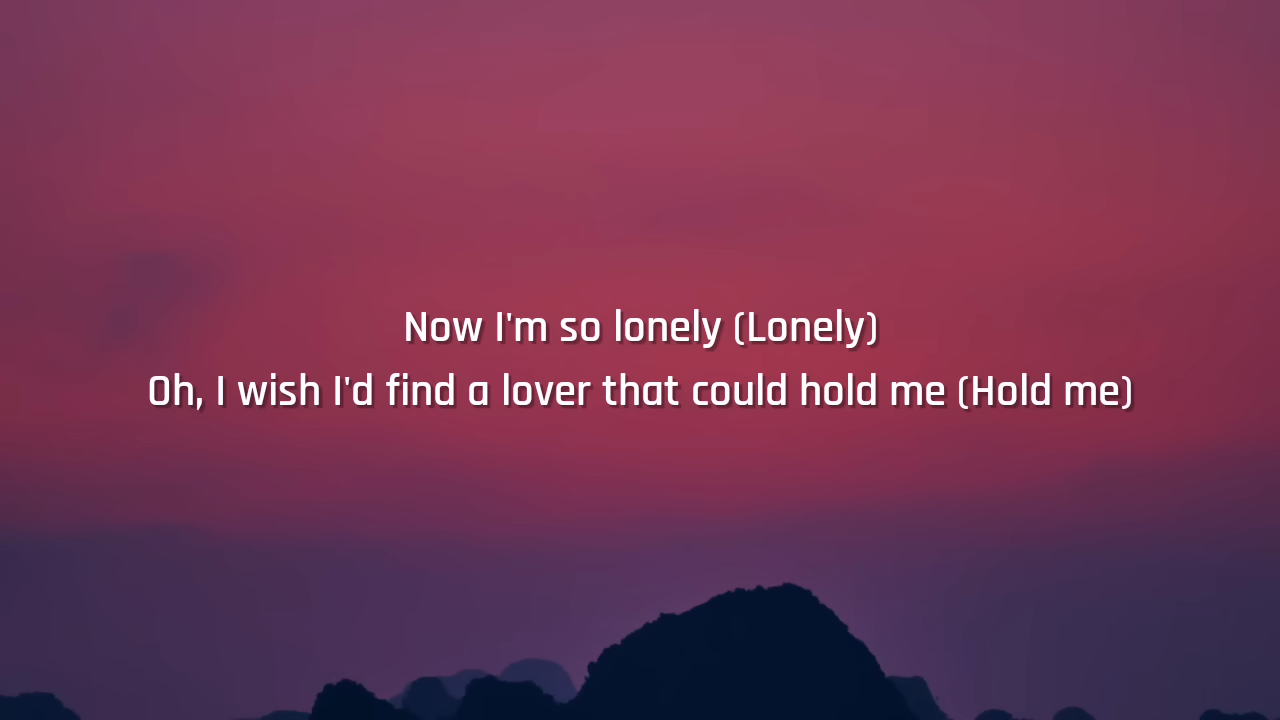 Now I'm so lonely (Lonely)
Oh, I wish I'd find a lover that could hold me (Hold me)